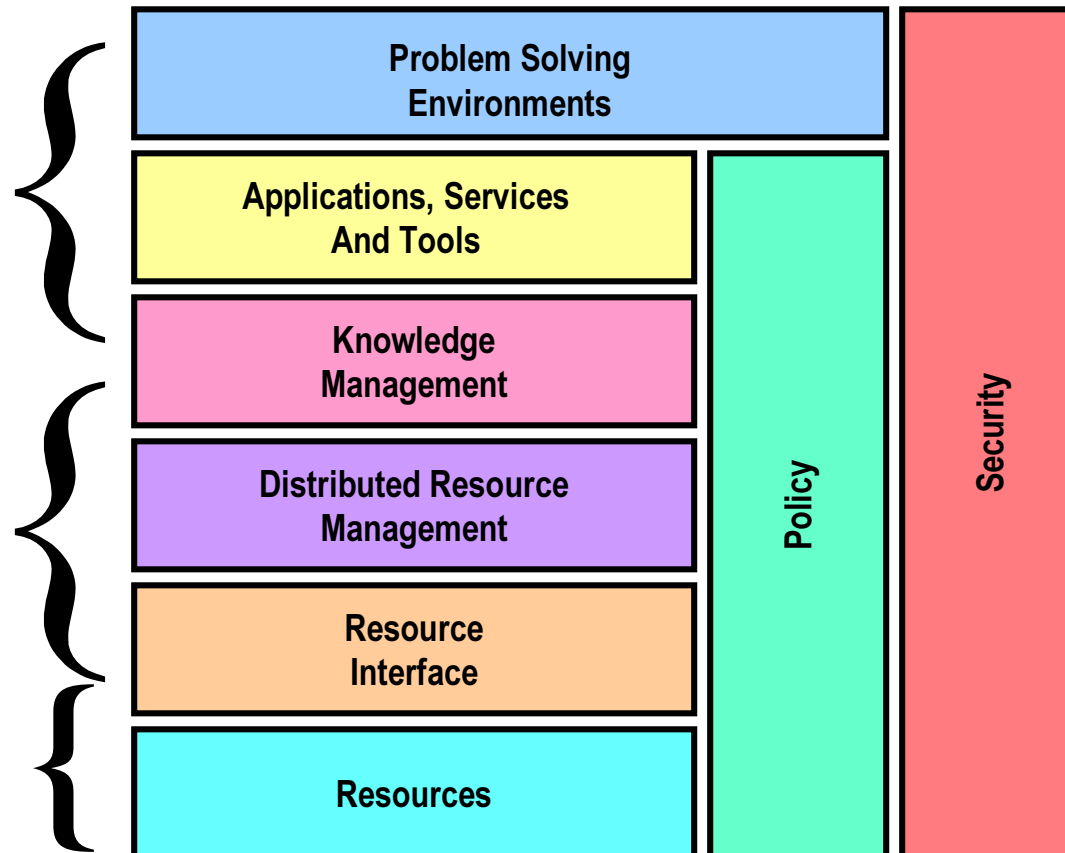 Problem Solving
Environments
Applications, Services
And Tools
Knowledge
Management
Distributed Resource
Management
Resource
Interface
Resources
Policy
Security